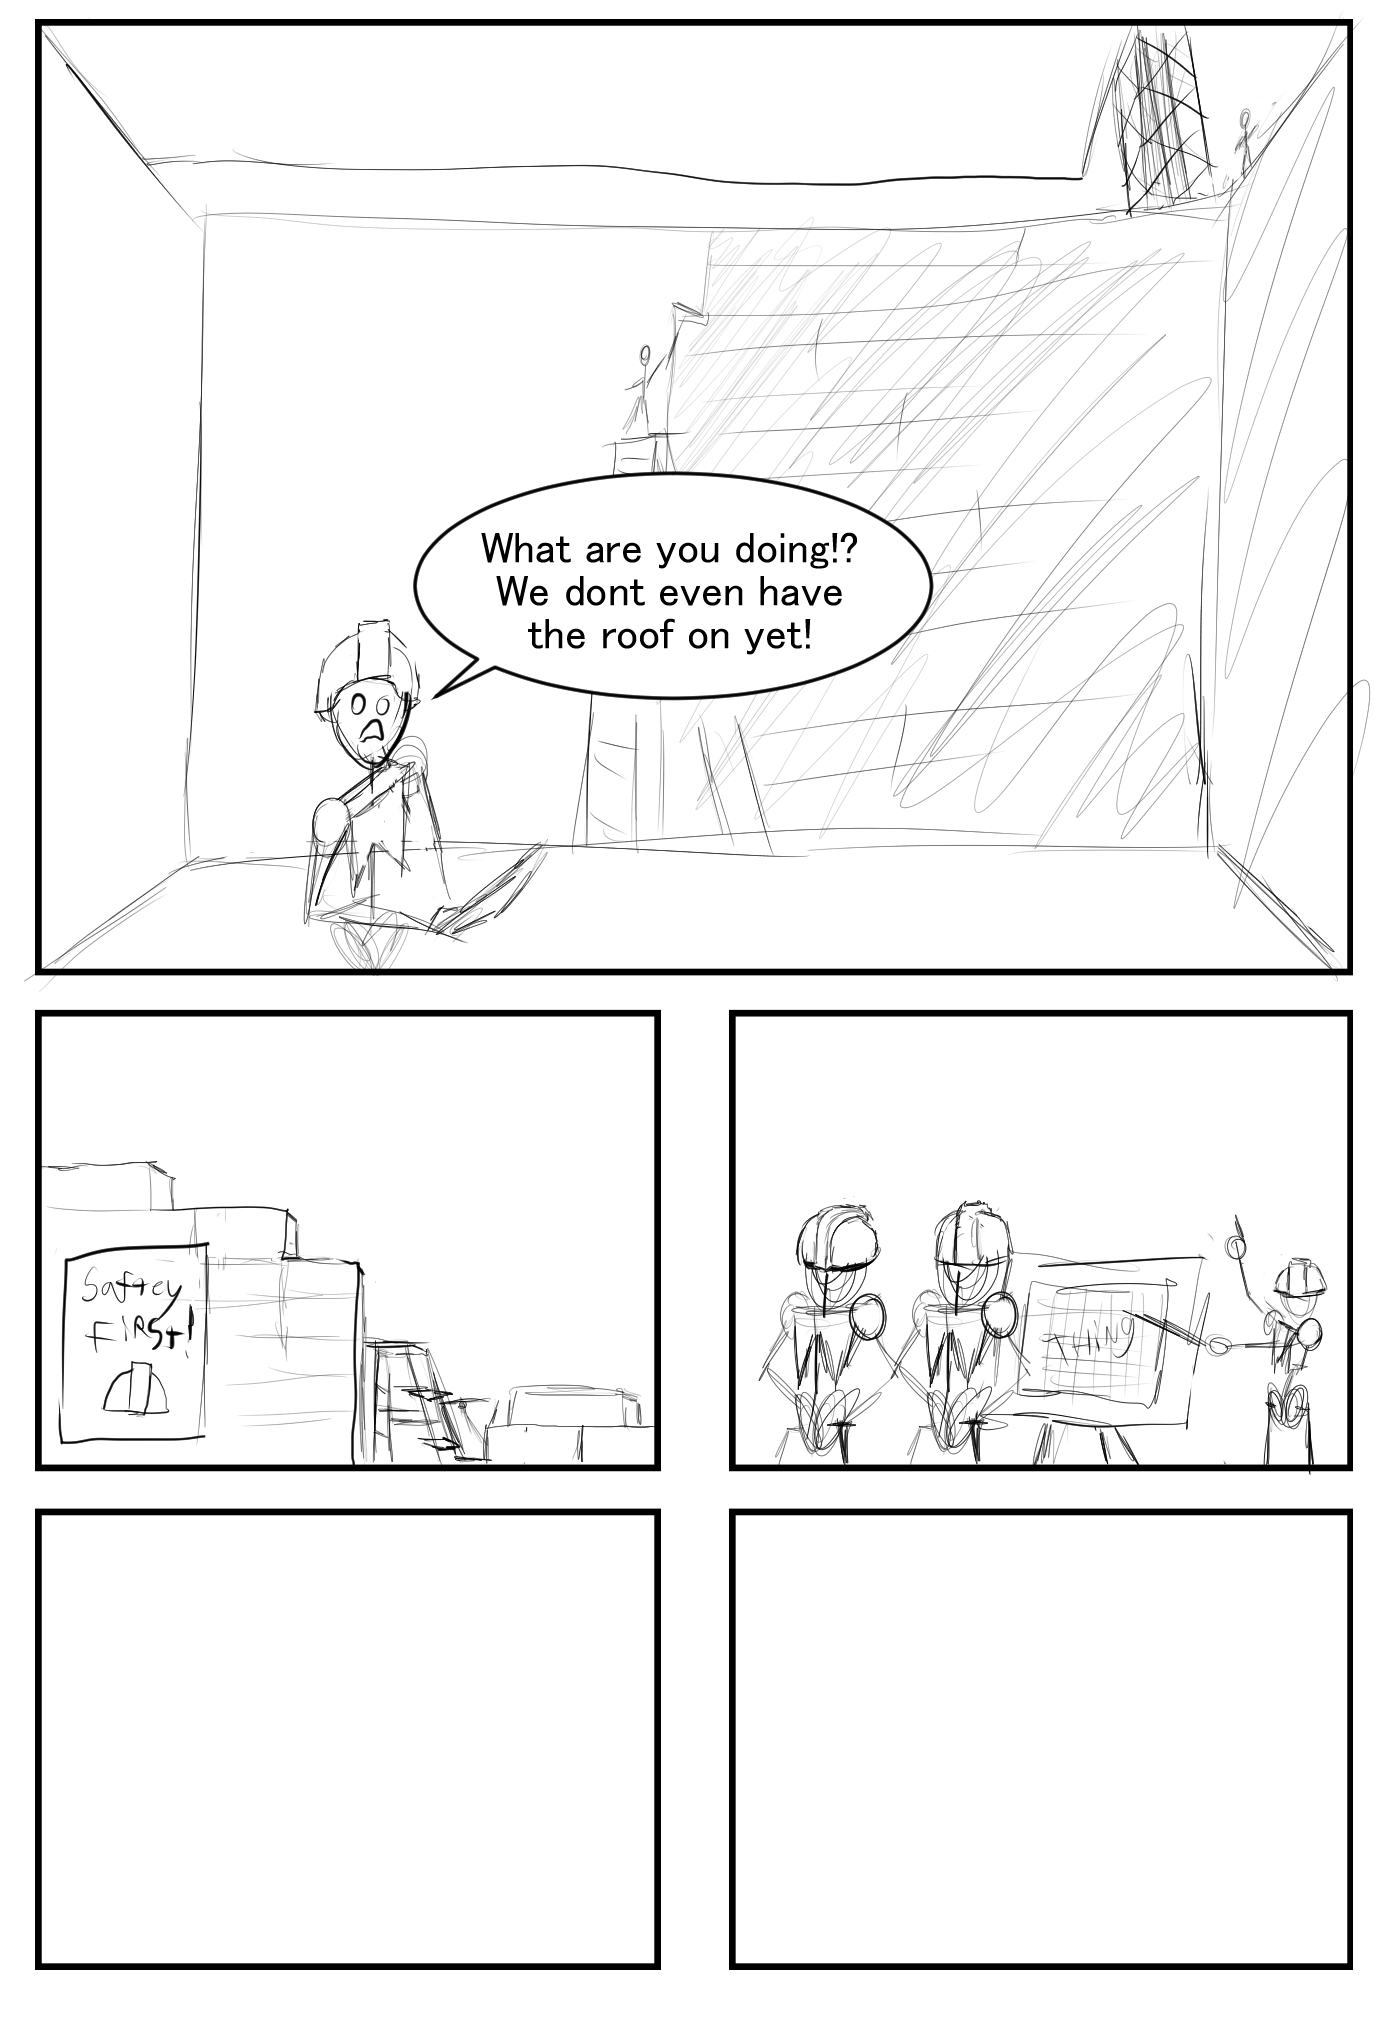 What are you doing!?
We dont even have
the roof on yet!
Saftey
FIRSt!
THiNg